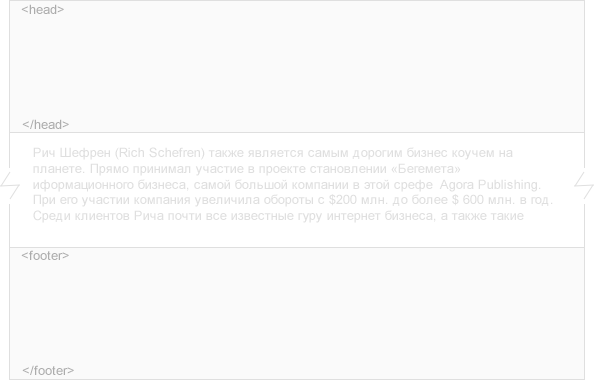 <head>
</head>
Рич Шефрен (Rich Schefren) также является самым дорогим бизнес коучем на
планете. Прямо принимал участие в проекте становлении «Бегемета»
иформационного бизнеса, самой большой компании в этой срефе Agora Publishing.
При его участии компания увеличила обороты с $200 млн. до более $ 600 млн. в год.
Среди клиентов Рича почти все известные гуру интернет бизнеса, а также такие
<footer>
</footer>